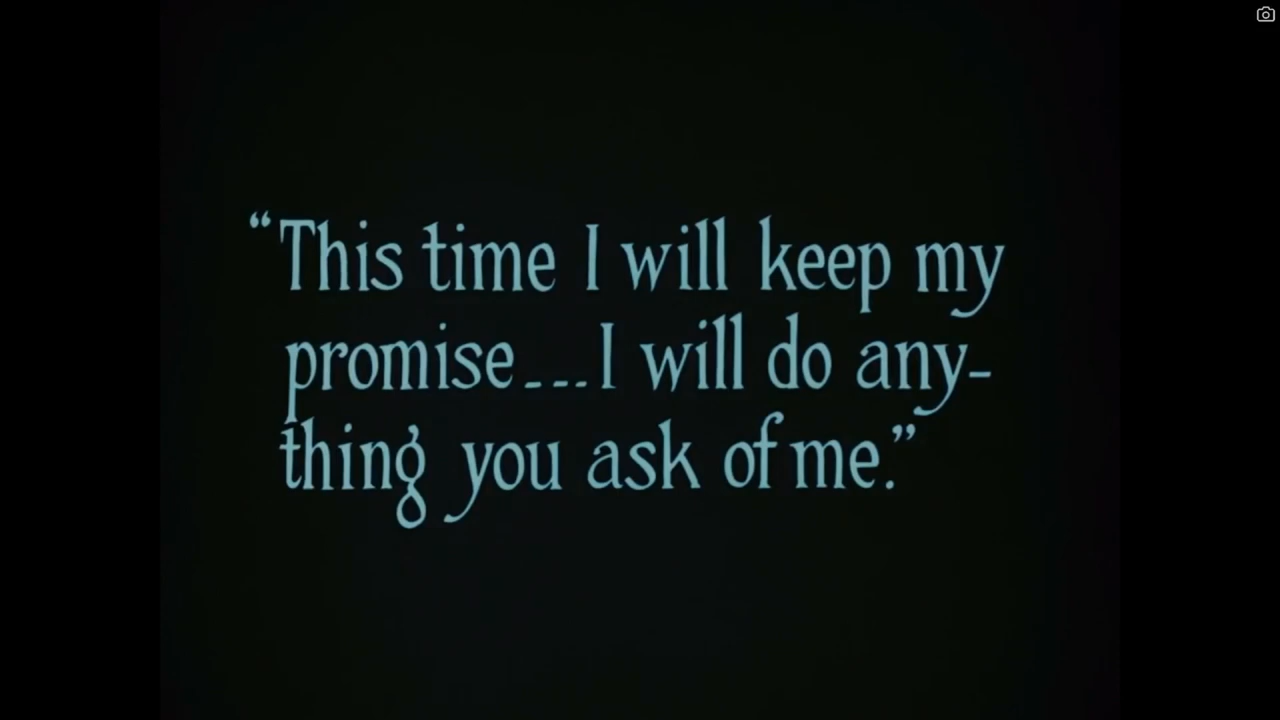 “This time I will keep my
promise...I will do any-
thing you ask of me.”